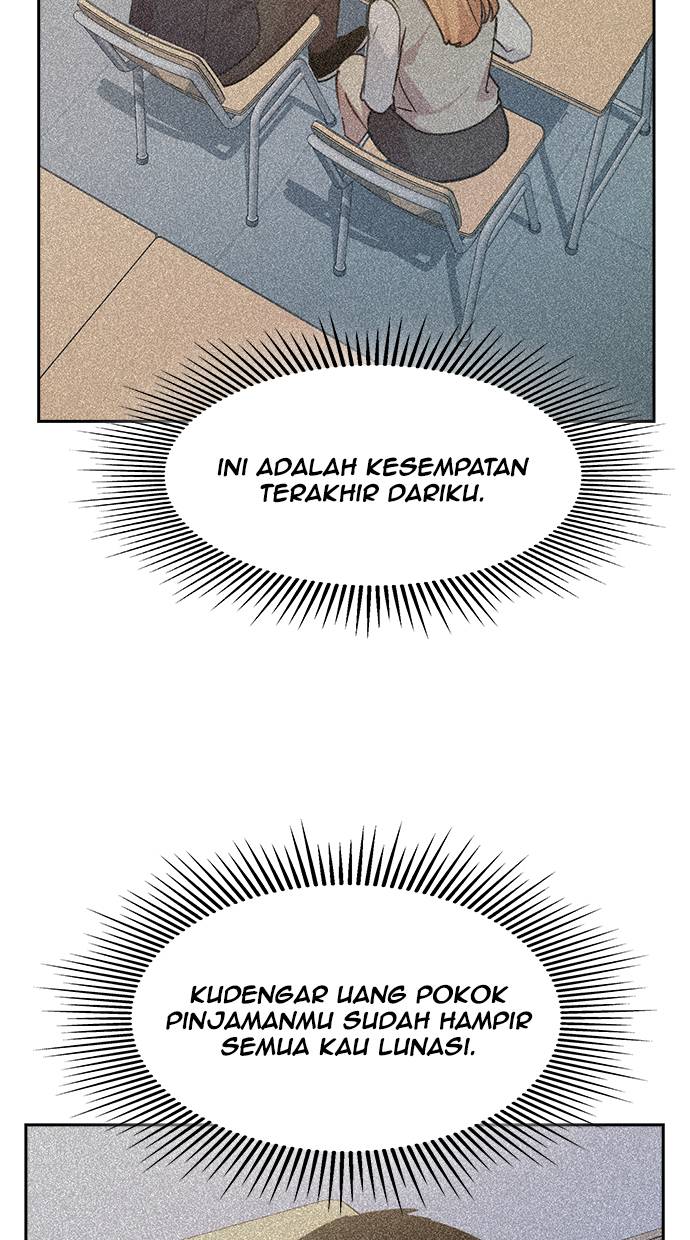 INI ADALAH KESEMPATAN
TERAKHIR DARIKU.
KUDENGAR UANG POKOK
PINJAMANMU SUDAH HAMPIR
SEMUA KAU LUNASI.